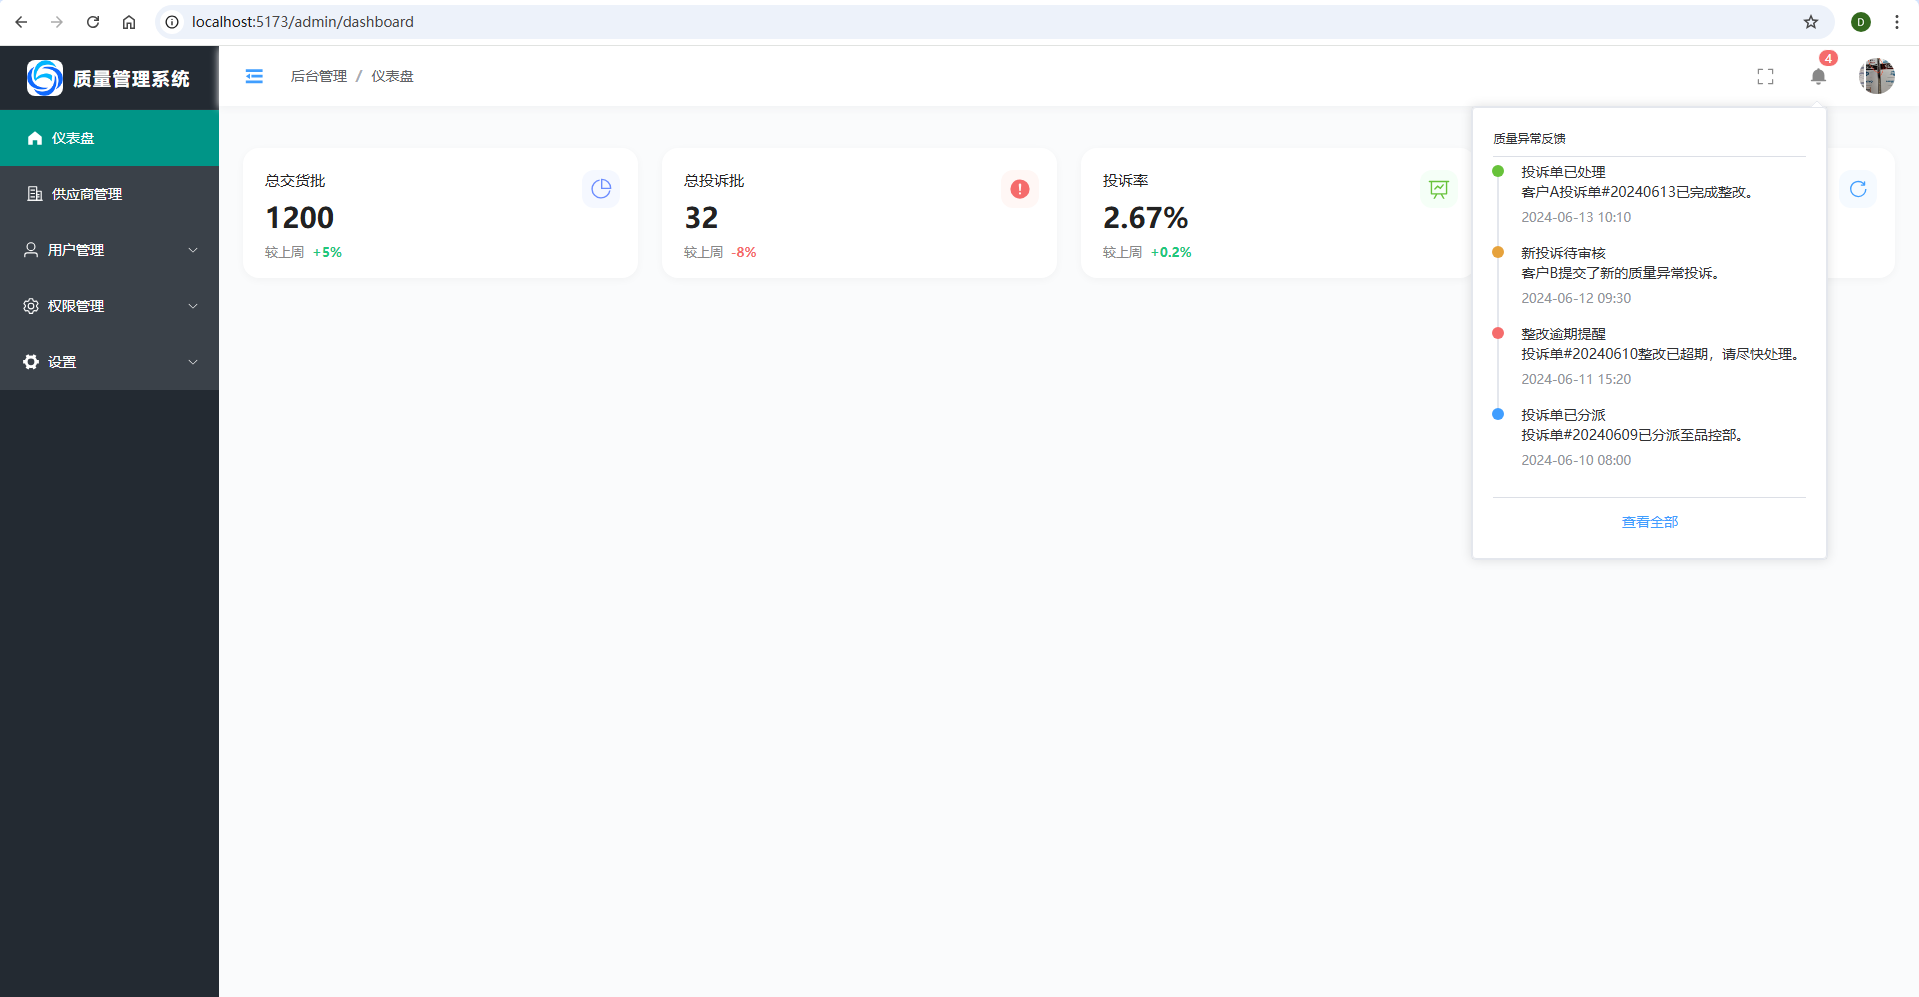 localhost:5173/admin/dashboard
D
质量管理系统
后台管理 / 仪表盘
4
仪表盘
供应商管理
用户管理
权限管理
设置
总交货批
1200
较上周 +5%
总投诉批
32
较上周 -8%
投诉率
2.67%
较上周 +0.2%
质量异常反馈
投诉单已处理
客户A投诉单#20240613已完成整改。
2024-06-13 10:10
新投诉待审核
客户B提交了新的质量异常投诉。
2024-06-12 09:30
整改逾期提醒
投诉单#20240610整改已超期，请尽快处理。
2024-06-11 15:20
投诉单已分派
投诉单#20240609已分派至品控部。
2024-06-10 08:00
查看全部